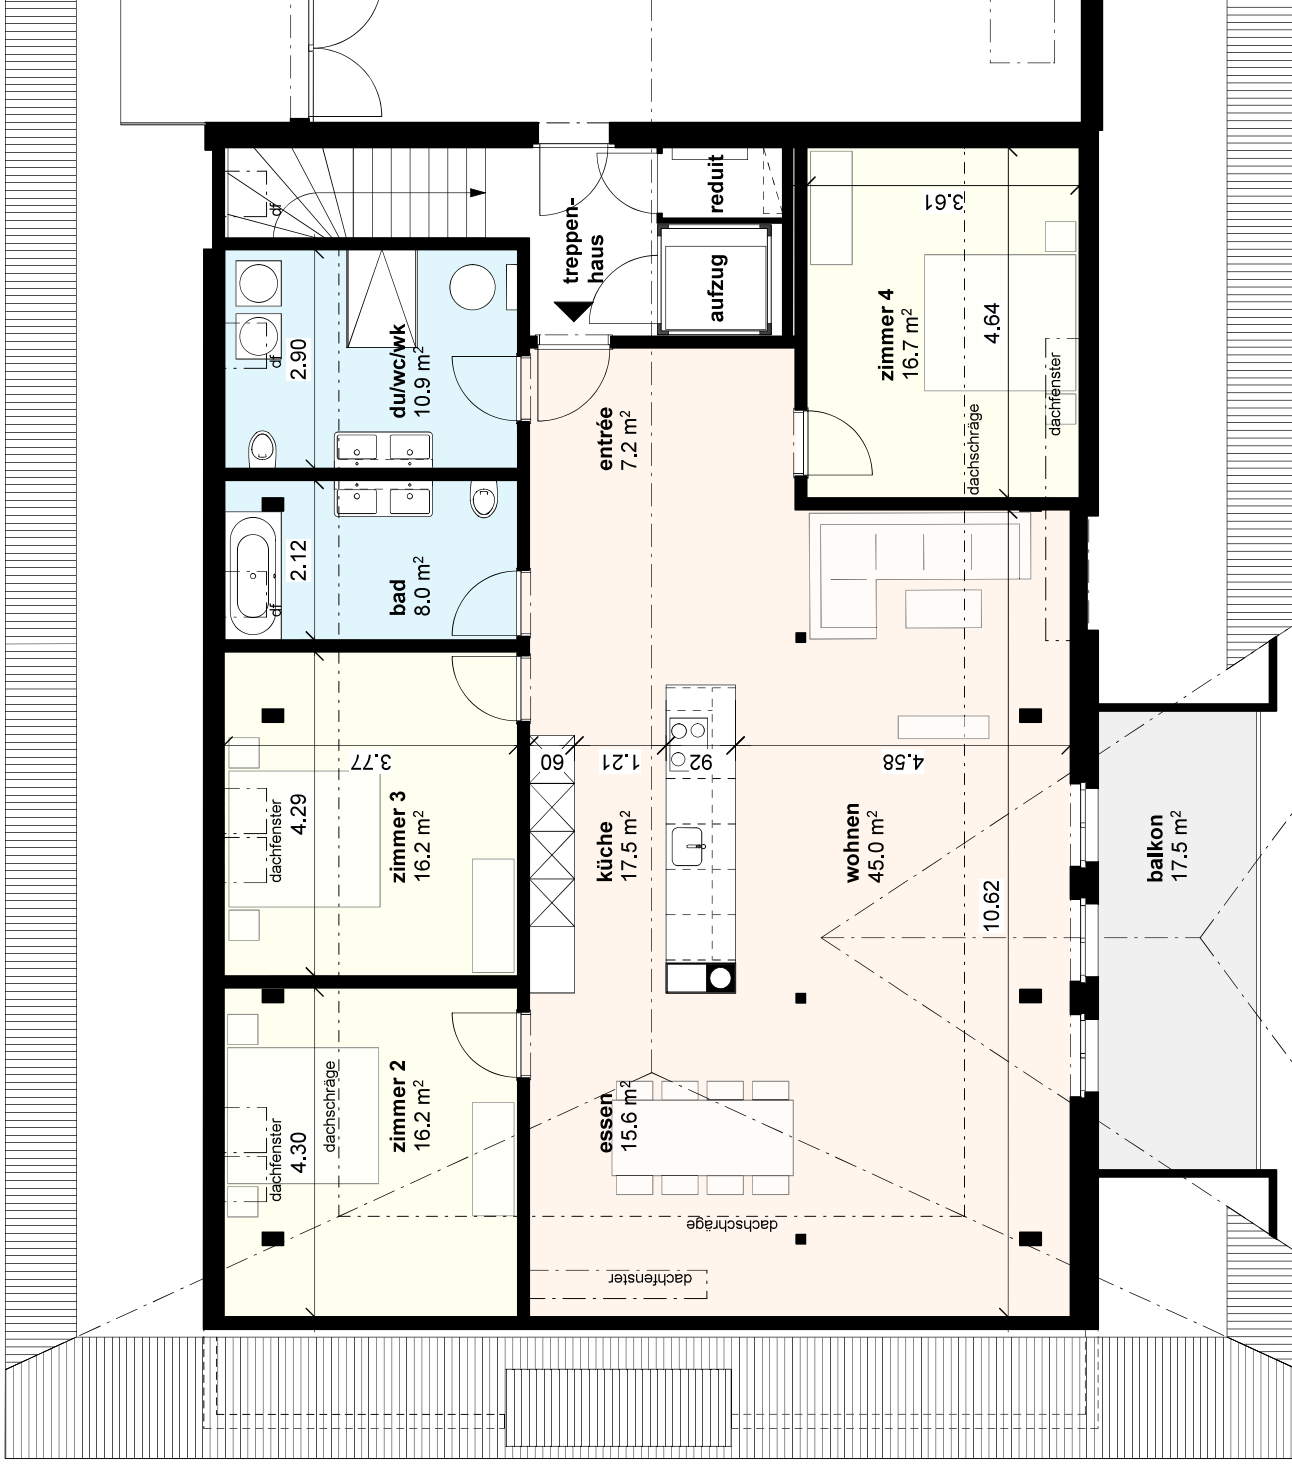 df
treppen-
haus
reduit
aufzug
3.61
zimmer 4
16.7 m²
4.64
dachschräge
dachfenster
df
2.90
du/wc/wk
10.9 m²
entrée
7.2 m²
df
2.12
bad
8.0 m²
3.77
60
1.21
92
4.58
dachfenster
4.29
zimmer 3
16.2 m²
küche
17.5 m²
wohnen
45.0 m²
10.62
balkon
17.5 m²
dachfenster
4.30
dachschräge
zimmer 2
16.2 m²
essen
15.6 m²
dachschräge
dachfenster